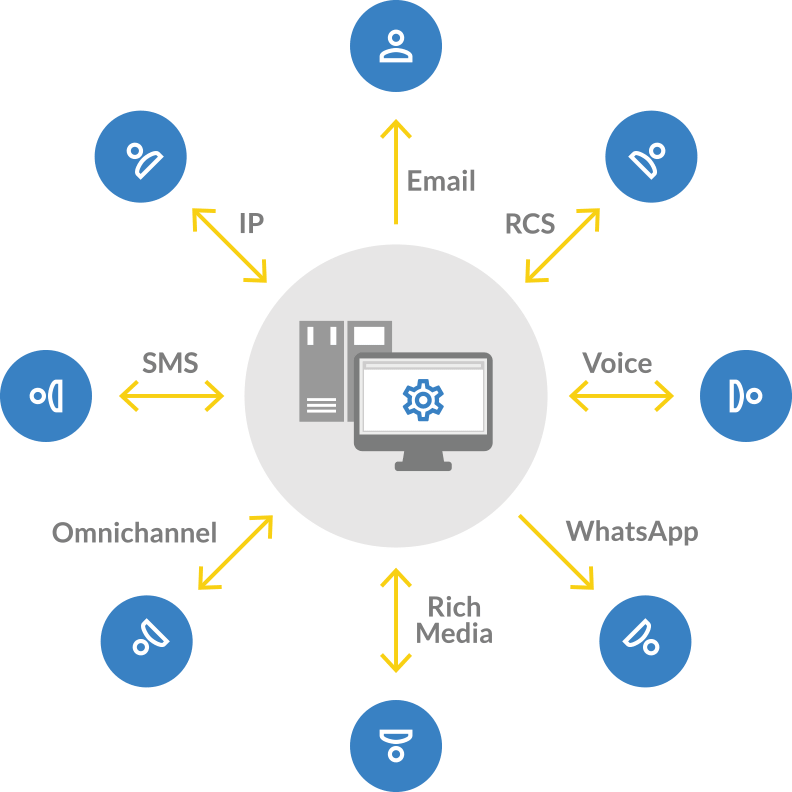 Email
IP
RCS
SMS
Voice
Omnichannel
WhatsApp
Rich
Media